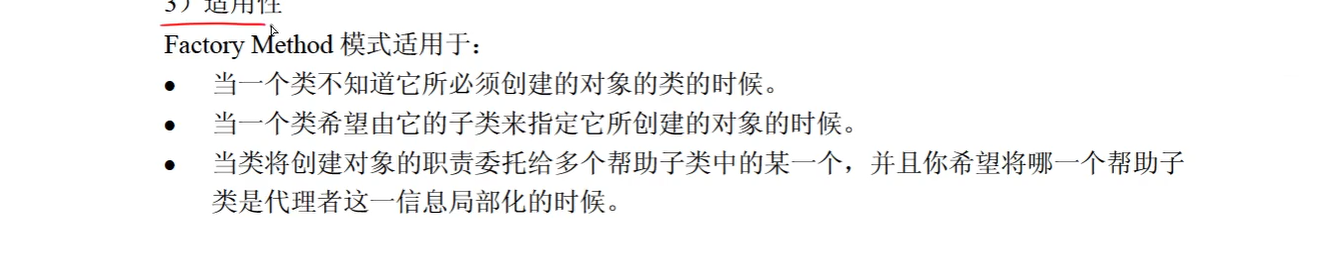 3）适用性
Factory Method 模式适用于：
● 当一个类不知道它所必须创建的对象的类的时候。
● 当一个类希望由它的子类来指定它所创建的对象的时候。
● 当类将创建对象的职责委托给多个帮助子类中的某一个，并且你希望将哪一个帮助子
类是代理者这一信息局部化的时候。